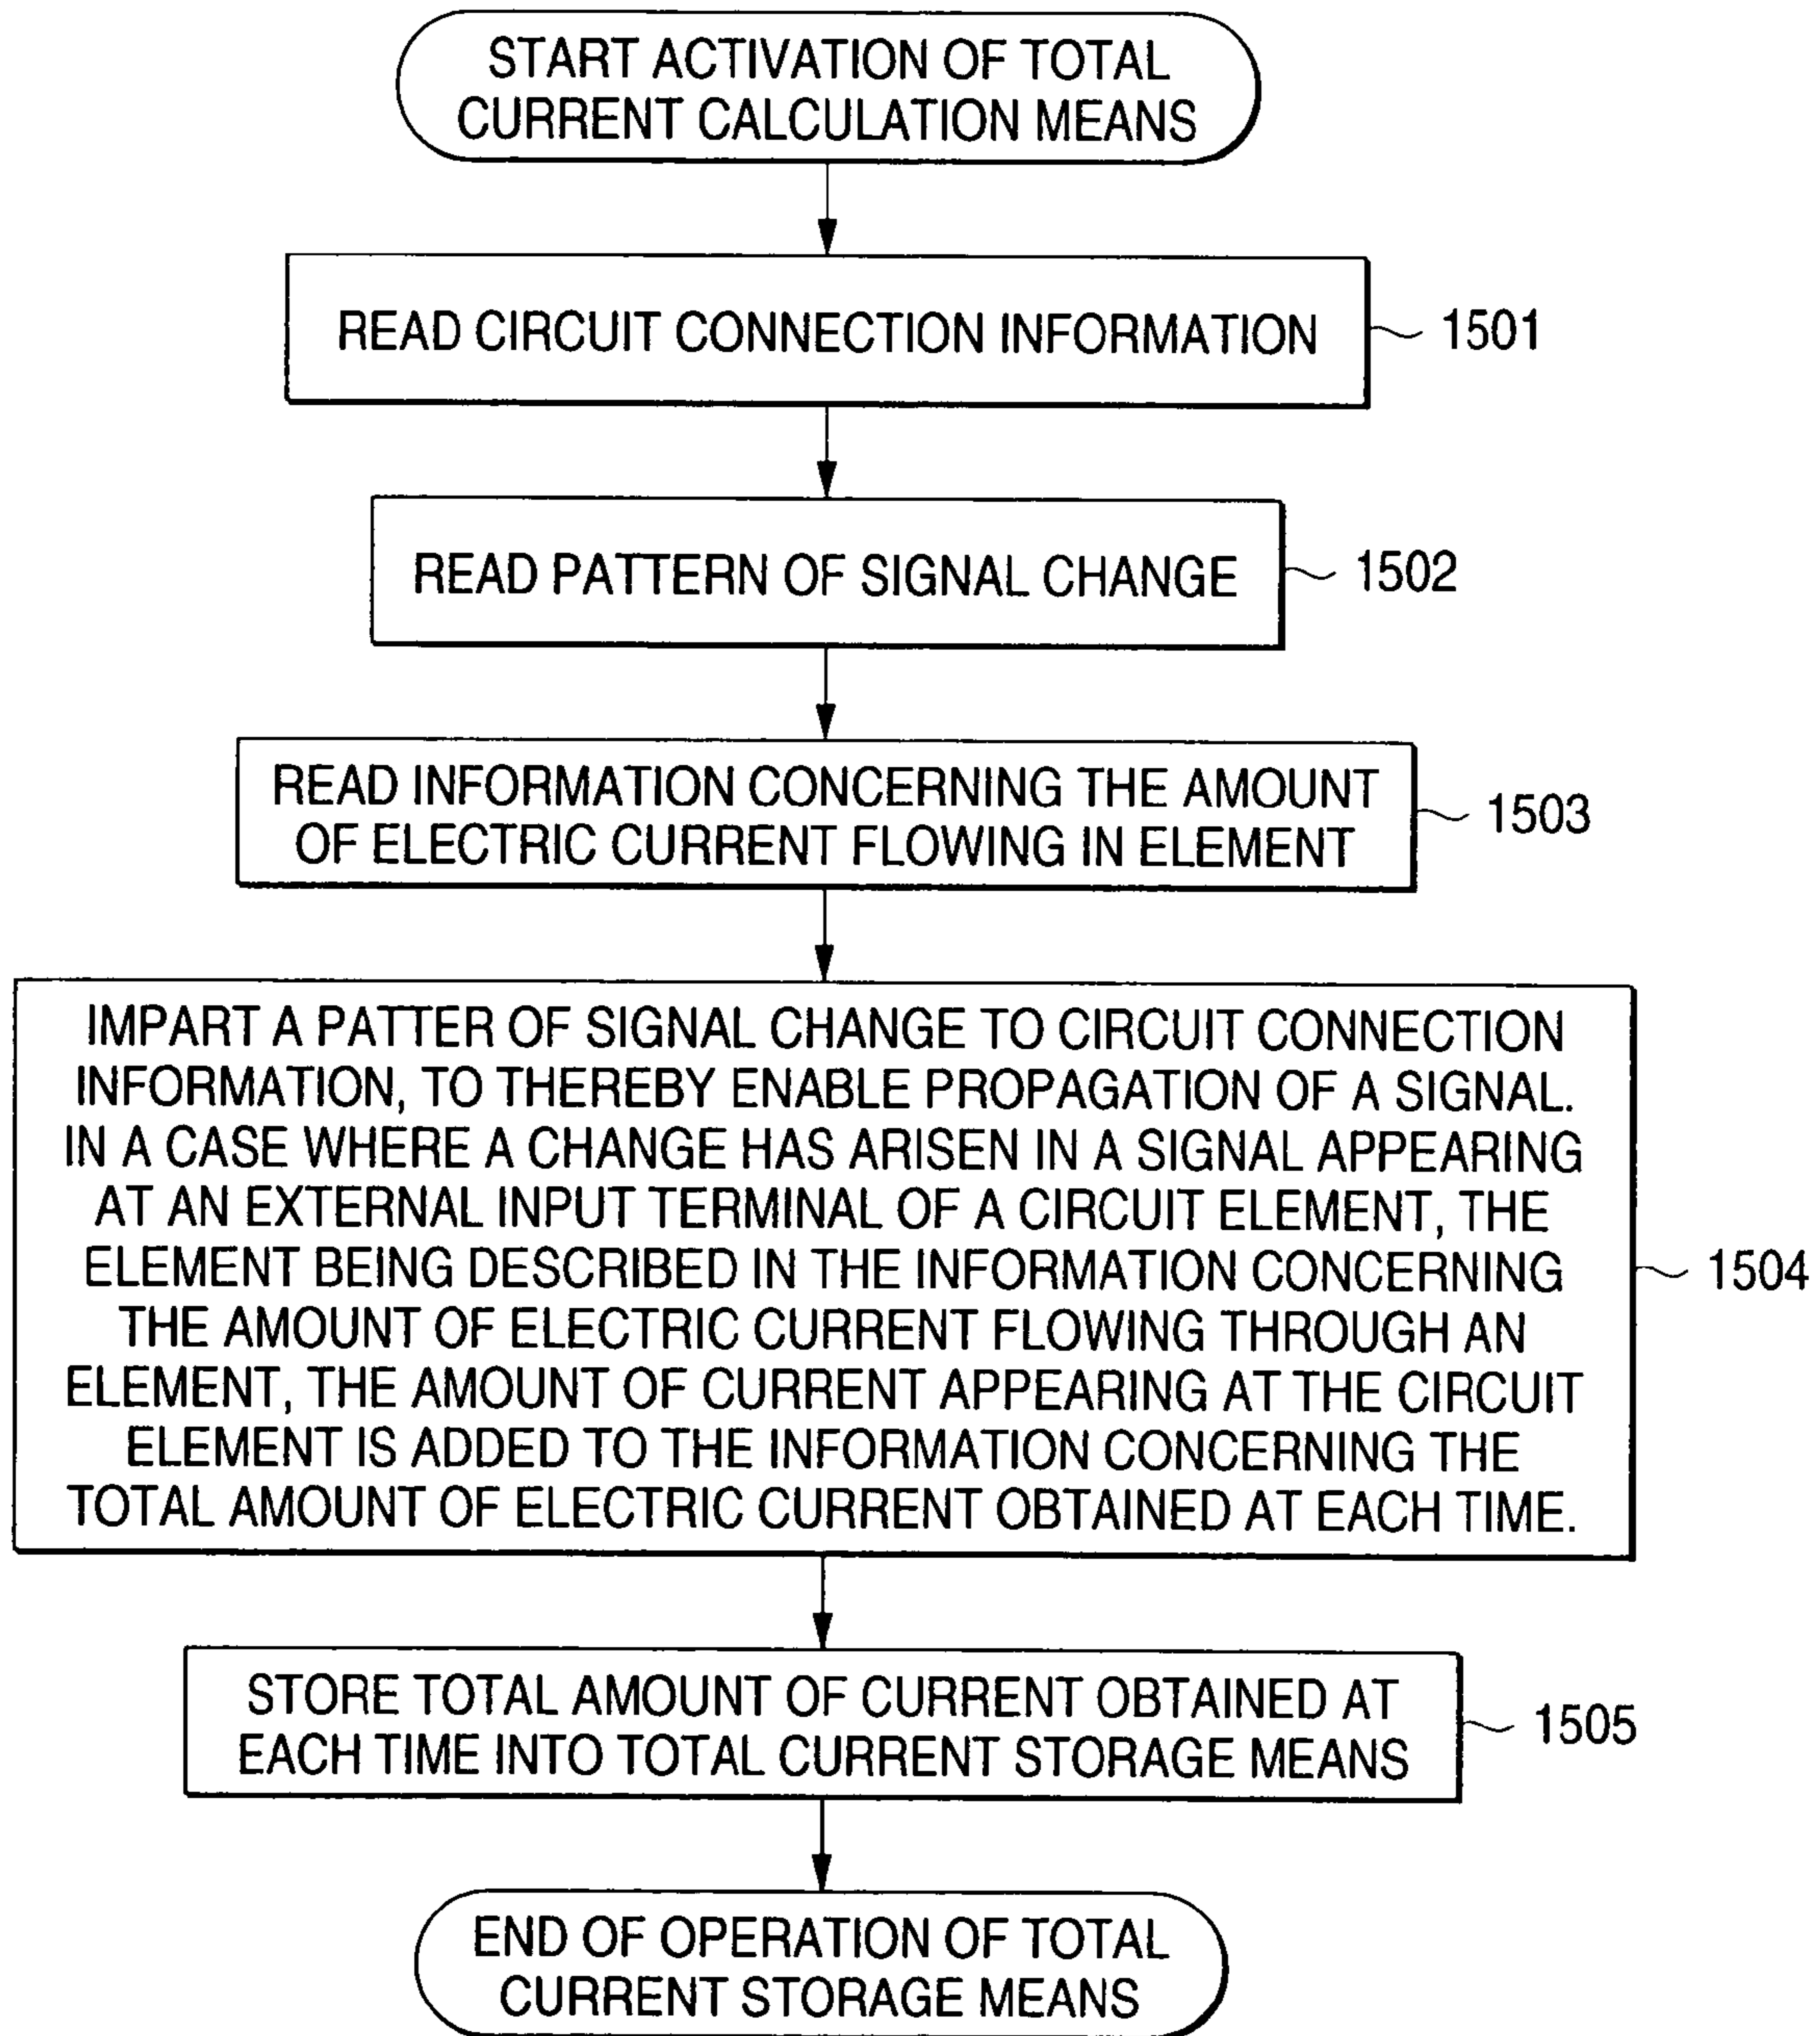 START ACTIVATION OF TOTAL
CURRENT CALCULATION MEANS
READ CIRCUIT CONNECTION INFORMATION
1501
READ PATTERN OF SIGNAL CHANGE
1502
READ INFORMATION CONCERNING THE AMOUNT
OF ELECTRIC CURRENT FLOWING IN ELEMENT
1503
IMPART A PATTER OF SIGNAL CHANGE TO CIRCUIT CONNECTION
INFORMATION, TO THEREBY ENABLE PROPAGATION OF A SIGNAL.
IN A CASE WHERE A CHANGE HAS ARISEN IN A SIGNAL APPEARING
AT AN EXTERNAL INPUT TERMINAL OF A CIRCUIT ELEMENT, THE
ELEMENT BEING DESCRIBED IN THE INFORMATION CONCERNING
THE AMOUNT OF ELECTRIC CURRENT FLOWING THROUGH AN
ELEMENT, THE AMOUNT OF CURRENT APPEARING AT THE CIRCUIT
ELEMENT IS ADDED TO THE INFORMATION CONCERNING THE
TOTAL AMOUNT OF ELECTRIC CURRENT OBTAINED AT EACH TIME.
1504
STORE TOTAL AMOUNT OF CURRENT OBTAINED AT
EACH TIME INTO TOTAL CURRENT STORAGE MEANS
1505
END OF OPERATION OF TOTAL
CURRENT STORAGE MEANS